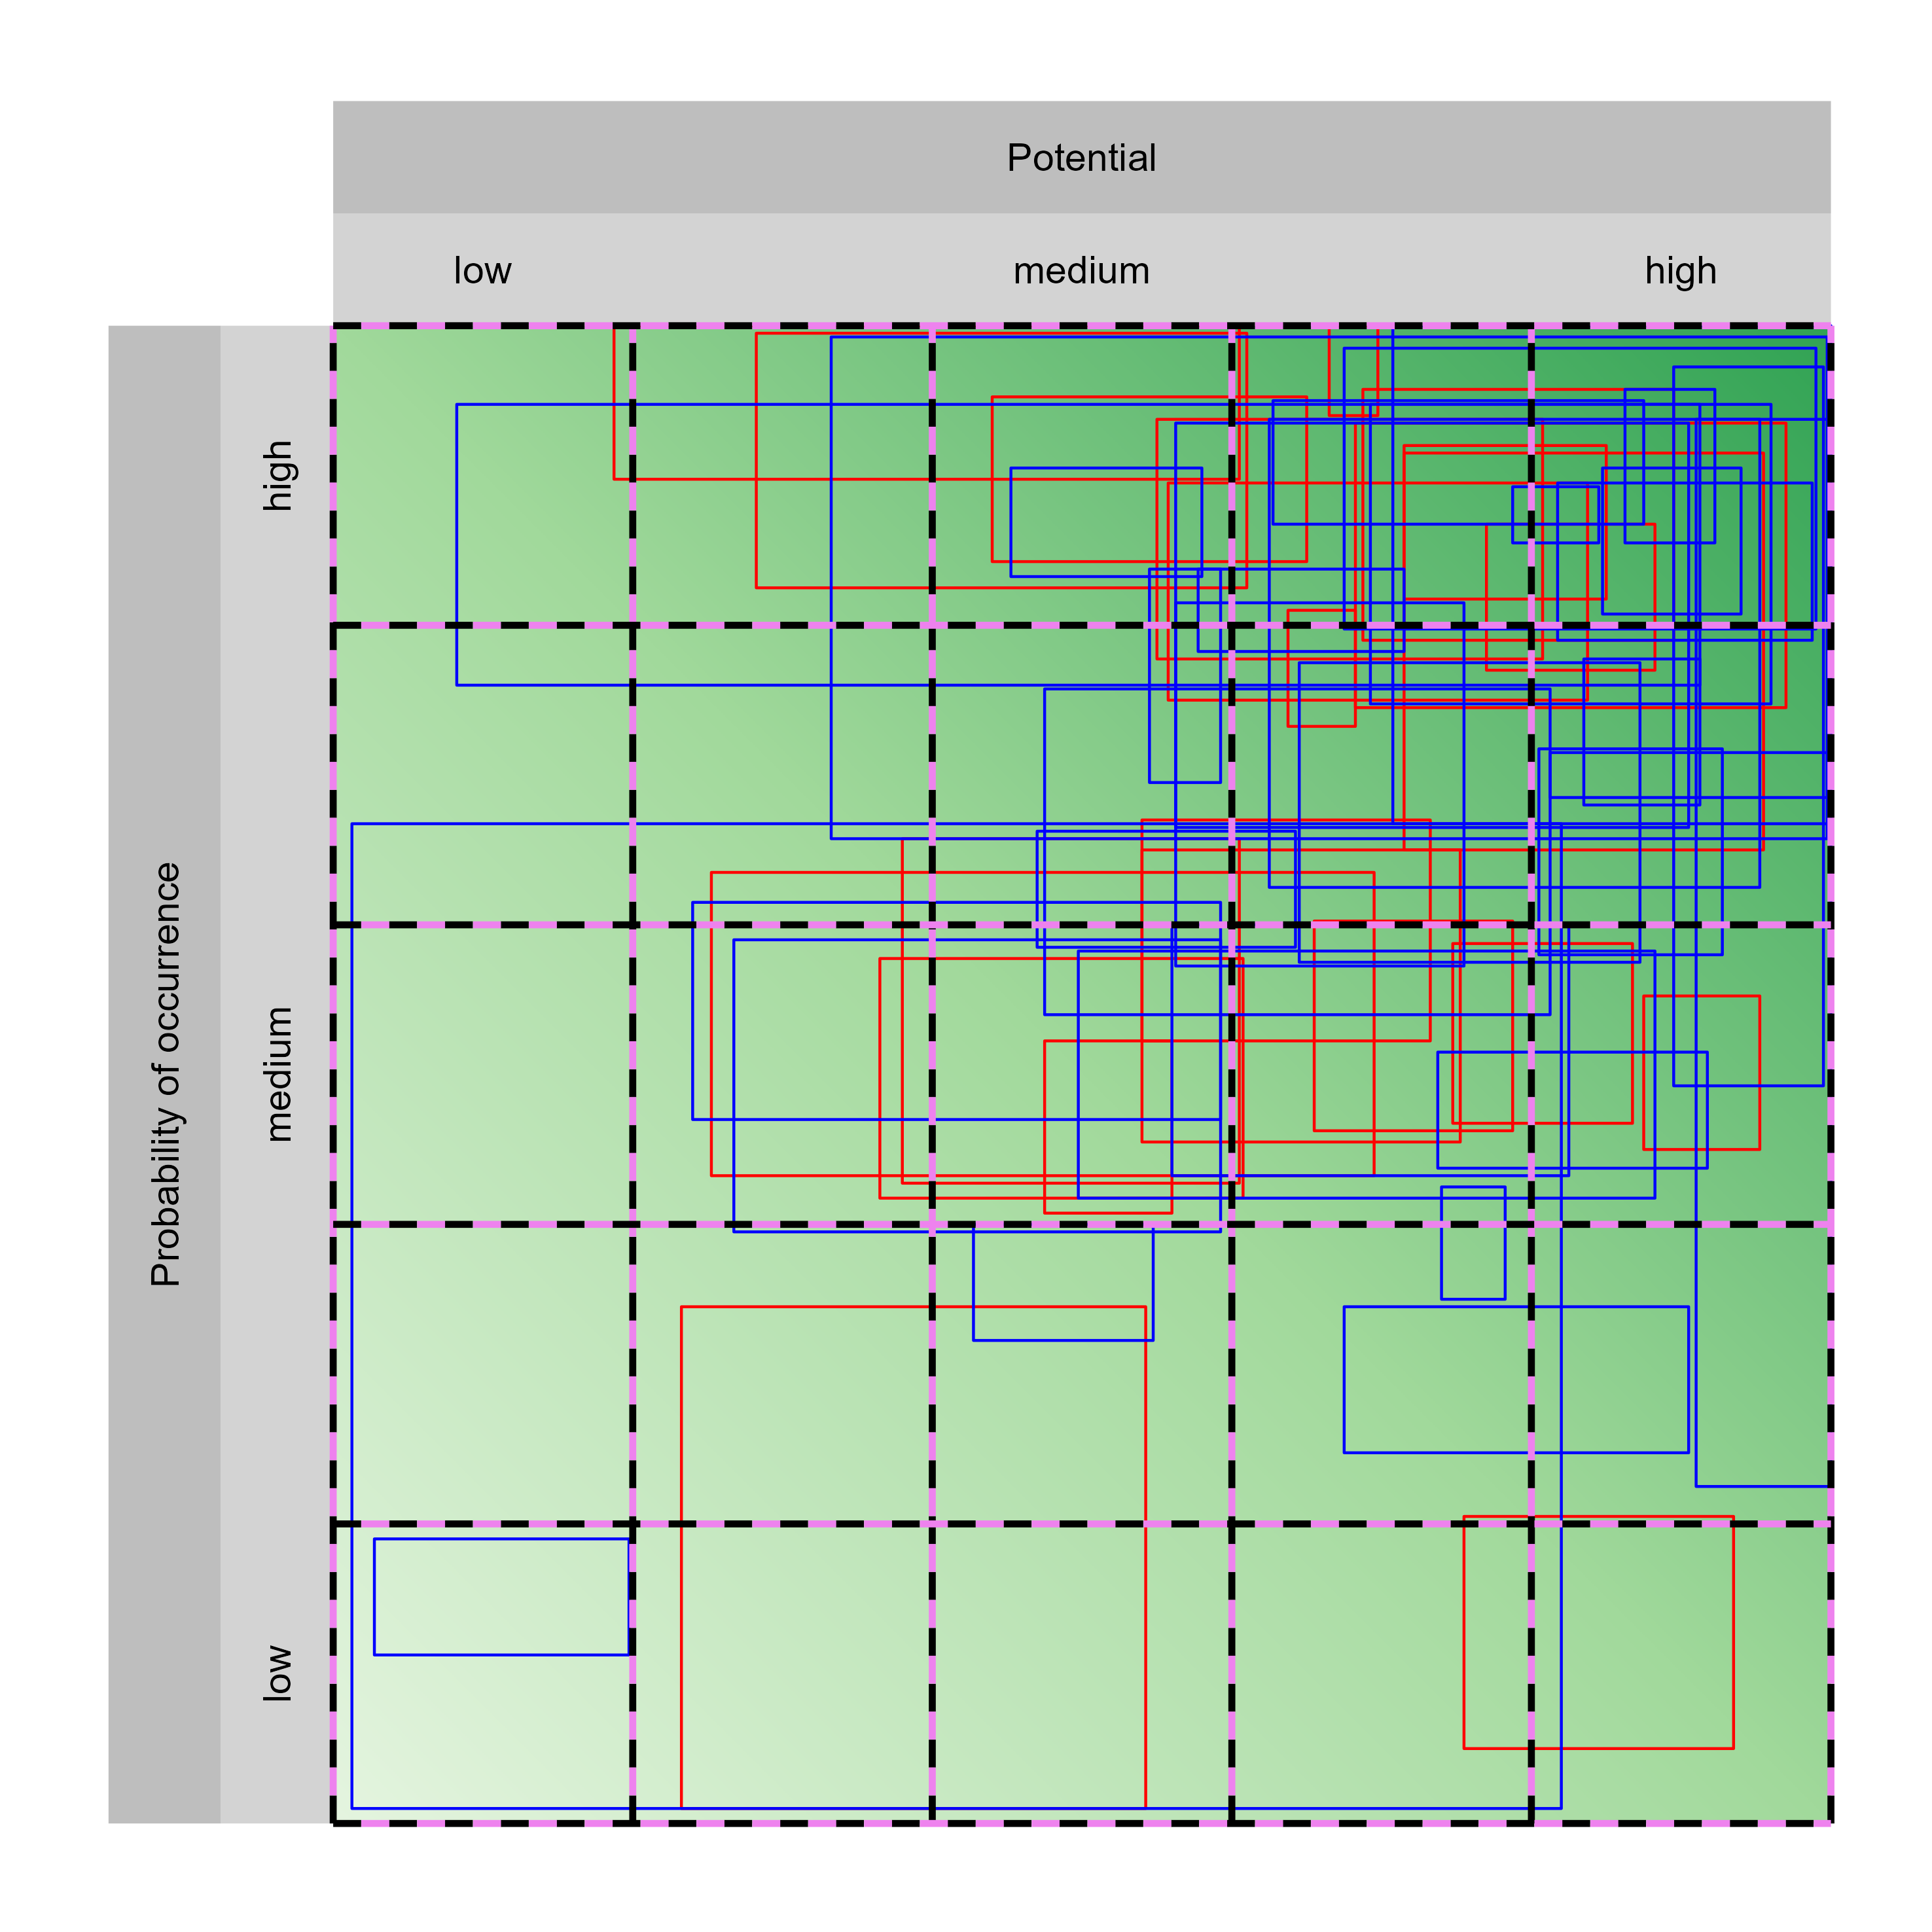 Potential
low
medium
high
Probability of occurrence
high
medium
low